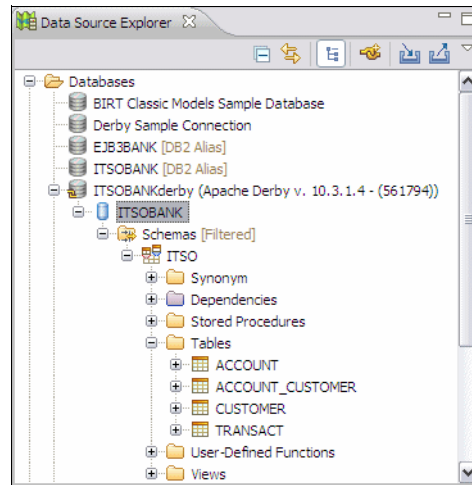 Data Source Explorer
Databases
BIRT Classic Models Sample Database
Derby Sample Connection
EJB3BANK [DB2 Alias]
ITSOBANK [DB2 Alias]
ITSOBANKderby (Apache Derby v. 10.3.1.4 - (561794))
ITSOBANK
Schemas [Filtered]
ITSO
Synonym
Dependencies
Stored Procedures
Tables
ACCOUNT
ACCOUNT_CUSTOMER
CUSTOMER
TRANSACT
User-Defined Functions
Views